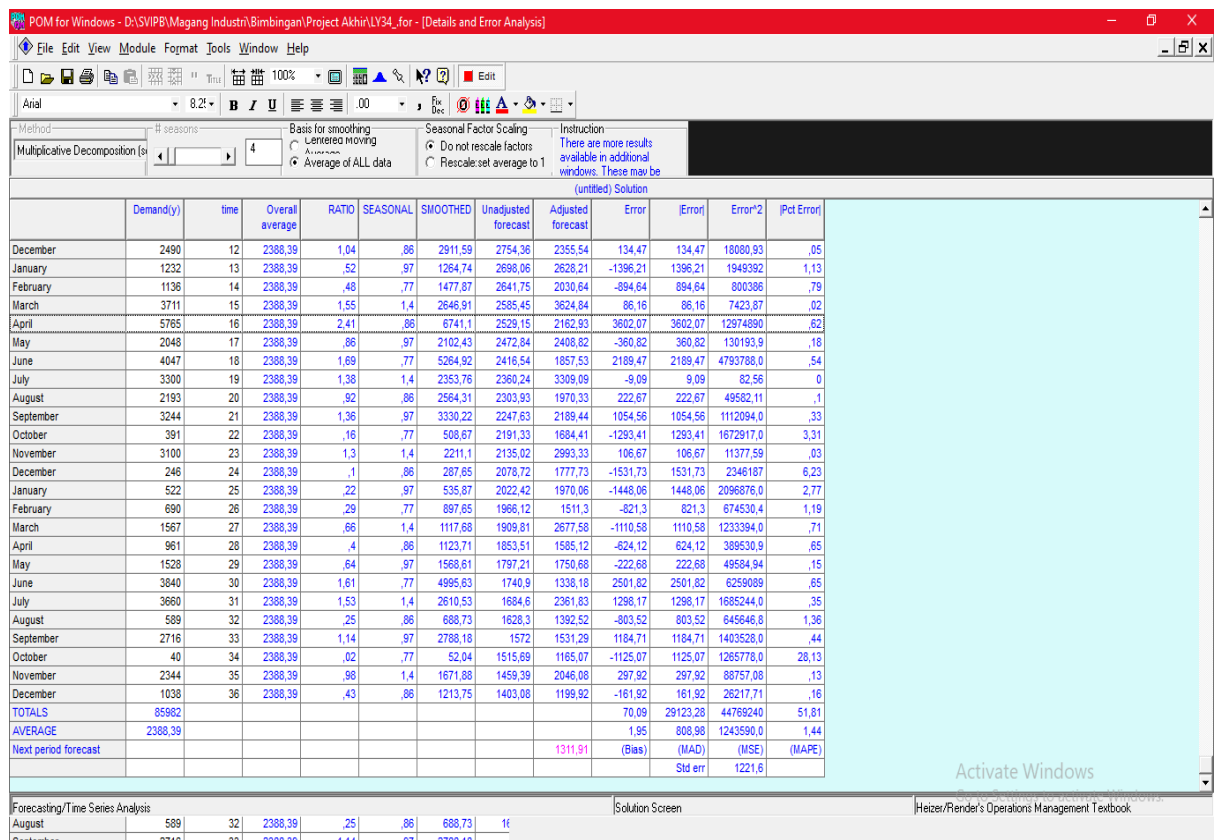 POM for Windows - D:\SVIPB\Magang Industri\Bimbingan\Project Akhir\LY34_.for - [Details and Error Analysis]
File Edit View Module Format Tools Window Help
100% Edit
Arial 8.2 B I U .00 , Fix Dec A
Method # seasons Basis for smoothing Seasonal Factor Scaling Instruction
Multiplicative Decomposition (s 4 Centered Moving Average Do not rescale factors There are more results
Average of ALL data Rescale:set average to 1 available in additional
windows. These may be
(untitled) Solution
Demand(y) time Overall average RATIO SEASONAL SMOOTHED Unadjusted forecast Adjusted forecast Error |Error| Error^2 |Pct Error|
December 2490 12 2388,39 1,04 ,86 2911,59 2754,36 2355,54 134,47 134,47 18080,93 ,05
January 1232 13 2388,39 ,52 ,97 1264,74 2698,06 2628,21 -1396,21 1396,21 1949392 1,13
February 1136 14 2388,39 ,48 ,77 1477,87 2641,75 2030,64 -894,64 894,64 800386 ,79
March 3711 15 2388,39 1,55 1,4 2646,91 2585,45 3624,84 86,16 86,16 7423,87 ,02
April 5765 16 2388,39 2,41 ,86 6741,1 2529,15 2162,93 3602,07 3602,07 12974890 ,62
May 2048 17 2388,39 ,86 ,97 2102,43 2472,84 2408,82 -360,82 360,82 130193,9 ,18
June 4047 18 2388,39 1,69 ,77 5264,92 2416,54 1857,53 2189,47 2189,47 4793788,0 ,54
July 3300 19 2388,39 1,38 1,4 2353,76 2360,24 3309,09 -9,09 9,09 82,56 0
August 2193 20 2388,39 ,92 ,86 2564,31 2303,93 1970,33 222,67 222,67 49582,11 ,1
September 3244 21 2388,39 1,36 ,97 3330,22 2247,63 2189,44 1054,56 1054,56 1112094,0 ,33
October 391 22 2388,39 ,16 ,77 508,67 2191,33 1684,41 -1293,41 1293,41 1672917,0 3,31
November 3100 23 2388,39 1,3 1,4 2211,1 2135,02 2993,33 106,67 106,67 11377,59 ,03
December 246 24 2388,39 ,1 ,86 287,65 2078,72 1777,73 -1531,73 1531,73 2346187 6,23
January 522 25 2388,39 ,22 ,97 535,87 2022,42 1970,06 -1448,06 1448,06 2096876,0 2,77
February 690 26 2388,39 ,29 ,77 897,65 1966,12 1511,3 -821,3 821,3 674530,4 1,19
March 1567 27 2388,39 ,66 1,4 1117,68 1909,81 2677,58 -1110,58 1110,58 1233394,0 ,71
April 961 28 2388,39 ,4 ,86 1123,71 1853,51 1585,12 -624,12 624,12 389530,9 ,65
May 1528 29 2388,39 ,64 ,97 1568,61 1797,21 1750,68 -222,68 222,68 49584,94 ,15
June 3840 30 2388,39 1,61 ,77 4995,63 1740,9 1338,18 2501,82 2501,82 6259089 ,65
July 3660 31 2388,39 1,53 1,4 2610,53 1684,6 2361,83 1298,17 1298,17 1685244,0 ,35
August 589 32 2388,39 ,25 ,86 688,73 1628,3 1392,52 -803,52 803,52 645646,8 1,36
September 2716 33 2388,39 1,14 ,97 2788,18 1572 1531,29 1184,71 1184,71 1403528,0 ,44
October 40 34 2388,39 ,02 ,77 52,04 1515,69 1165,07 -1125,07 1125,07 1265778,0 28,13
November 2344 35 2388,39 ,98 1,4 1671,88 1459,39 2046,08 297,92 297,92 88757,08 ,13
December 1038 36 2388,39 ,43 ,86 1213,75 1403,08 1199,92 -161,92 161,92 26217,71 ,16
TOTALS 85982 70,09 29123,28 44769240 51,81
AVERAGE 2388,39 1,95 808,98 1243590,0 1,44
Next period forecast 1311,91 (Bias) (MAD) (MSE) (MAPE)
Std err 1221,6
Activate Windows
Go to Settings to activate Windows.
Forecasting/Time Series Analysis Solution Screen Heizer/Render's Operations Management Textbook
August 589 32 2388,39 ,25 ,86 688,73 16